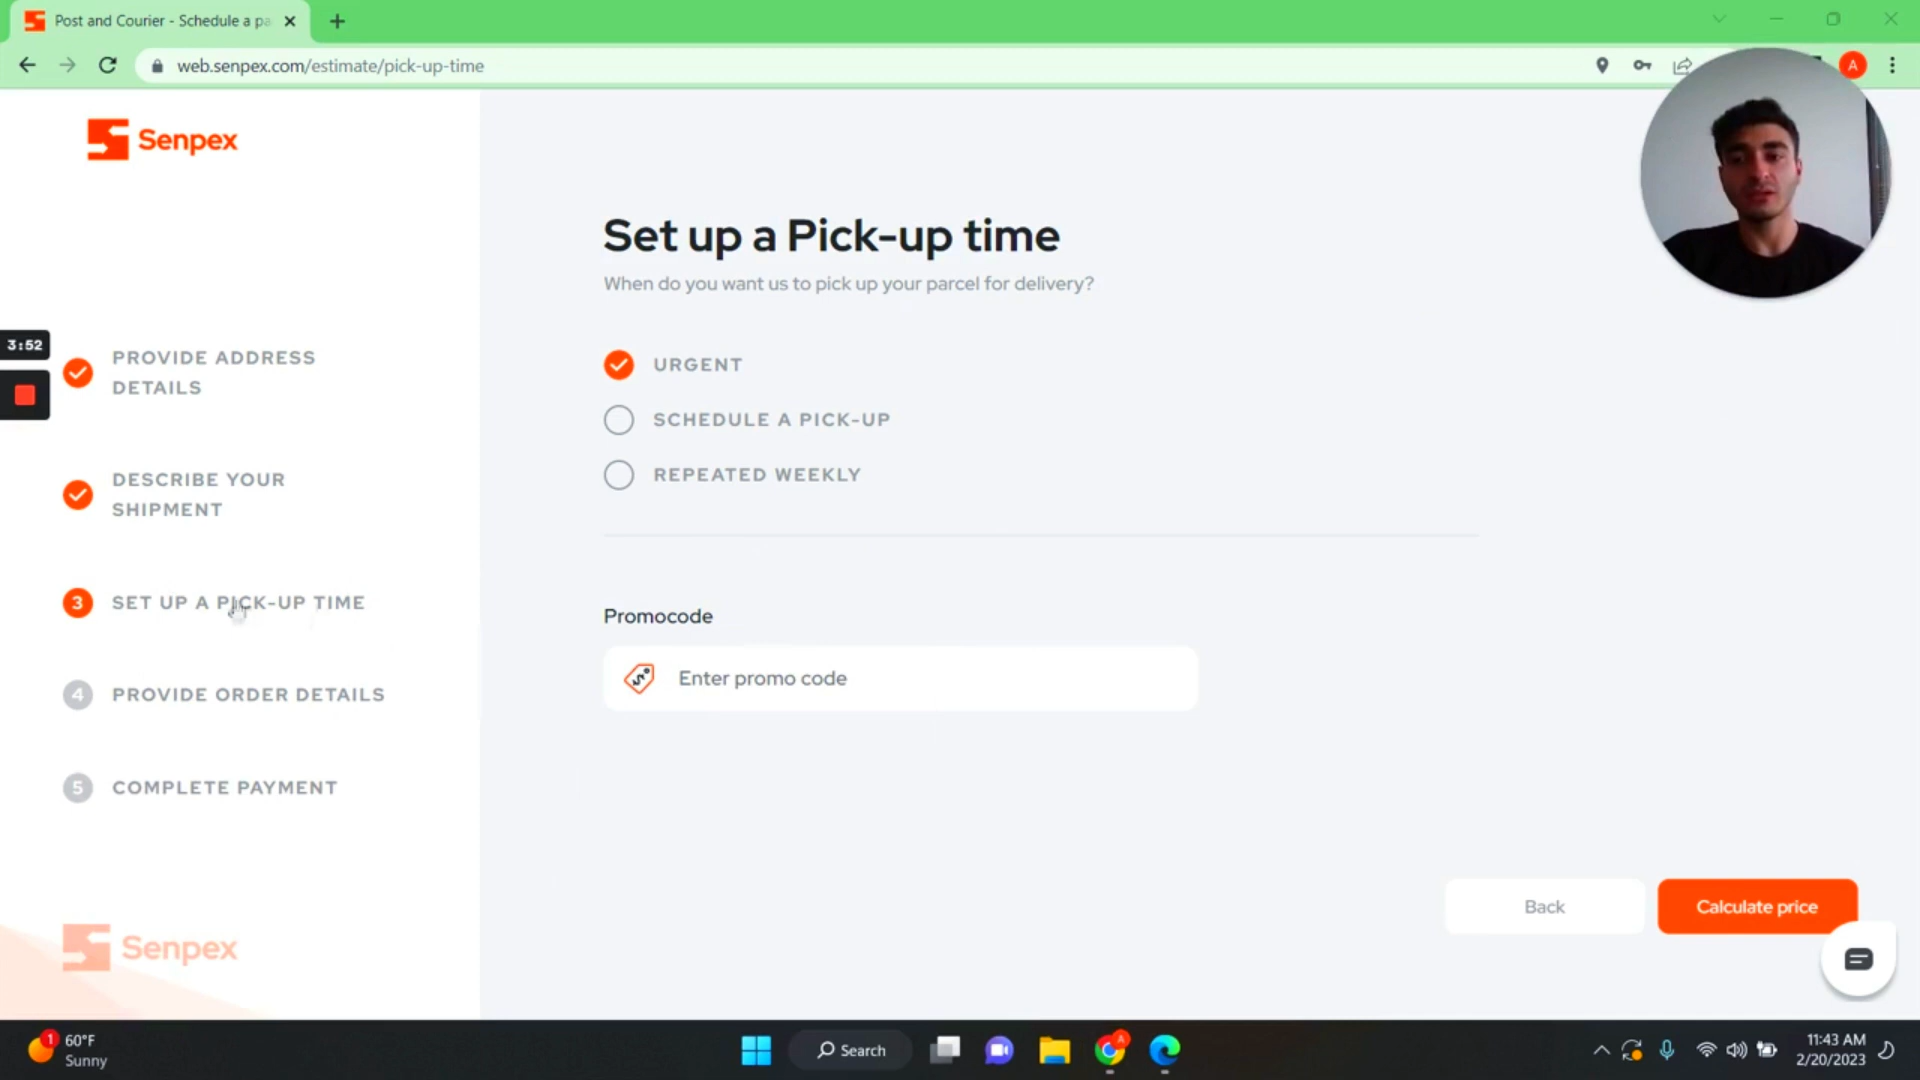 Post and Courier - Schedule a pa
web.senpex.com/estimate/pick-up-time
A
Senpex
3:52
PROVIDE ADDRESS
DETAILS
DESCRIBE YOUR
SHIPMENT
3 SET UP A PICK-UP TIME
4 PROVIDE ORDER DETAILS
5 COMPLETE PAYMENT
Senpex
Set up a Pick-up time
When do you want us to pick up your parcel for delivery?
URGENT
SCHEDULE A PICK-UP
REPEATED WEEKLY
Promocode
Enter promo code
Back
Calculate price
1
60°F
Sunny
Search
A
11:43 AM
2/20/2023